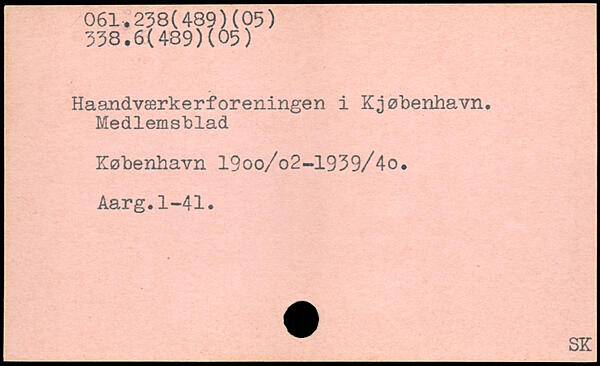 061.238(489)(05)
338.6(489)(05)
Haandværkerforeningen i Kjøbenhavn.
Medlemsblad
København 19oo/o2-1939/4o.
Aarg.1-41.
SK